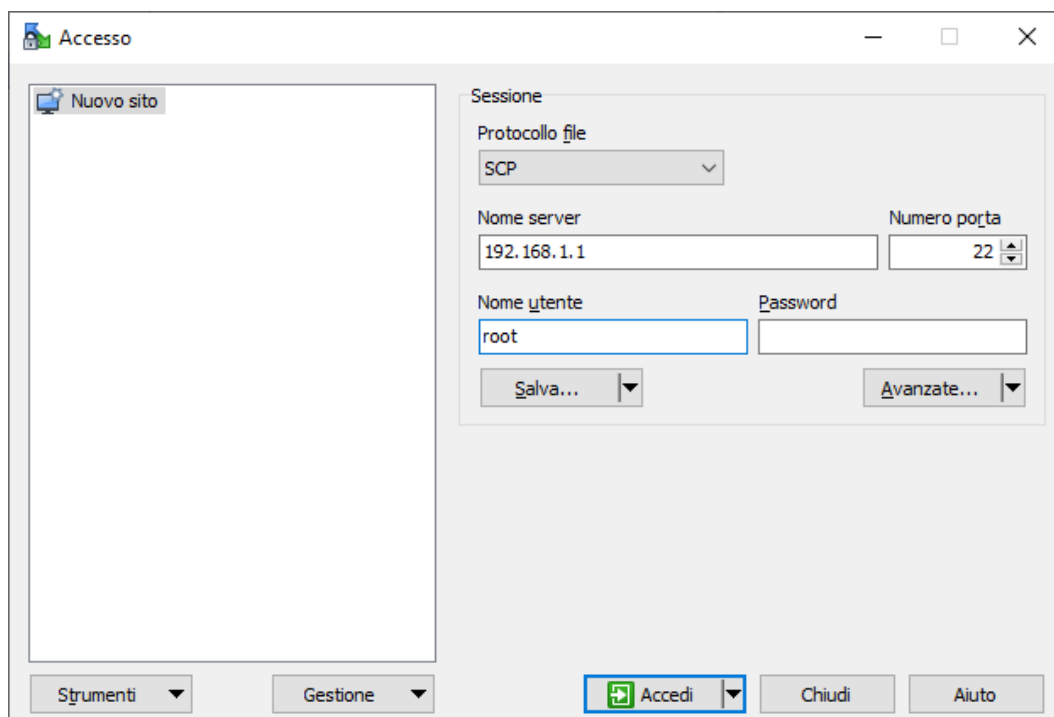 Accesso
Nuovo sito
Sessione
Protocollo file
SCP
Nome server
Numero porta
192.168.1.1
22
Nome utente
Password
root
Salva...
Avanzate...
Strumenti
Gestione
Accedi
Chiudi
Aiuto